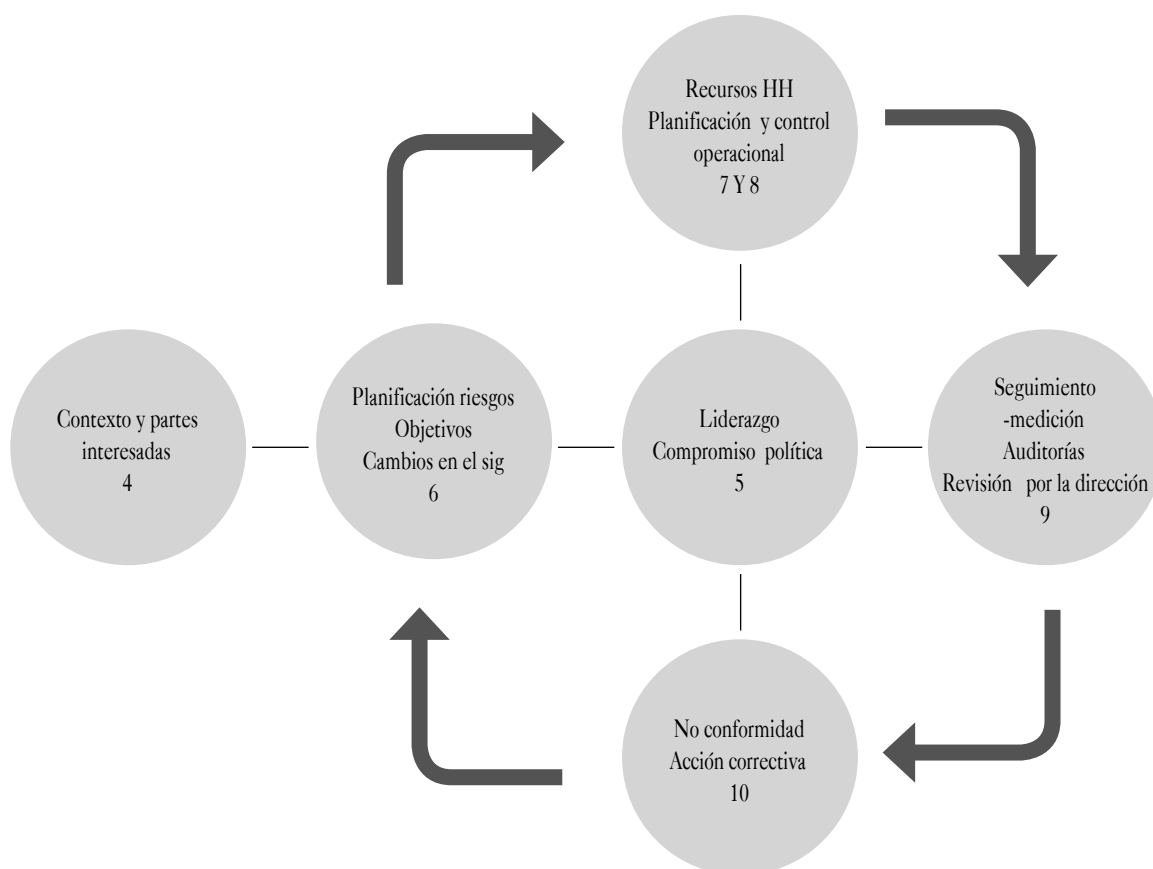 Recursos HH
Planificación y control
operacional
7 Y 8
Contexto y partes
interesadas
4
Planificación riesgos
Objetivos
Cambios en el sig
6
Liderazgo
Compromiso política
5
Seguimiento
-medición
Auditorías
Revisión por la dirección
9
No conformidad
Acción correctiva
10